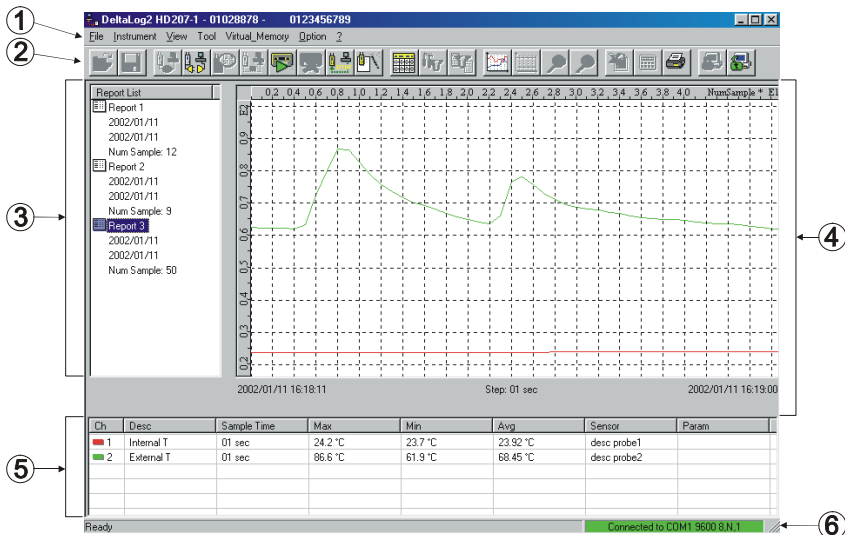 DeltaLog2 HD207-1 - 01028878 - 0123456789
1
File Instrument View Tool Virtual_Memory Option ?
2
Report List
Report 1
2002/01/11
2002/01/11
Num Sample: 12
Report 2
2002/01/11
2002/01/11
Num Sample: 9
Report 3
2002/01/11
2002/01/11
Num Sample: 50
3
0,2 0,4 0,6 0,8 1,0 1,2 1,4 1,6 1,8 2,0 2,2 2,4 2,6 2,8 3,0 3,2 3,4 3,6 3,8 4,0 NumSample * E1
E2
0,9
0,8
0,7
0,6
0,5
0,4
0,3
0,2
4
2002/01/11 16:18:11 Step: 01 sec 2002/01/11 16:19:00
5
Ch Desc Sample Time Max Min Avg Sensor Param
1 Internal T 01 sec 24.2 °C 23.7 °C 23.92 °C desc probe1
2 External T 01 sec 86.6 °C 61.9 °C 68.45 °C desc probe2
Ready Connected to COM1 9600 8,N,1
6